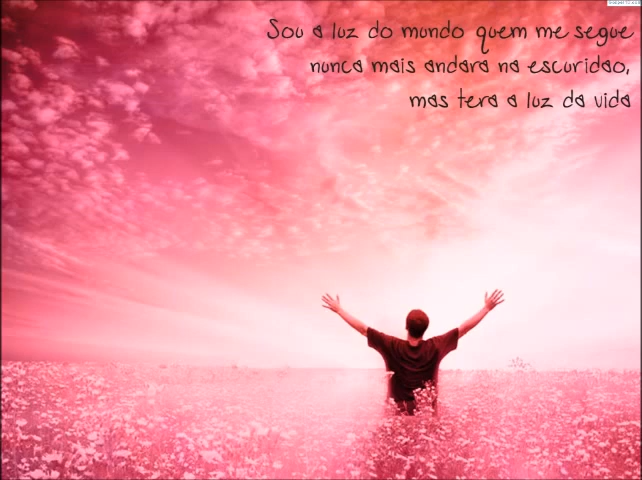 Sou a luz do mundo quem me segue
nunca mais andara na escuridao,
mas tera a luz da vida